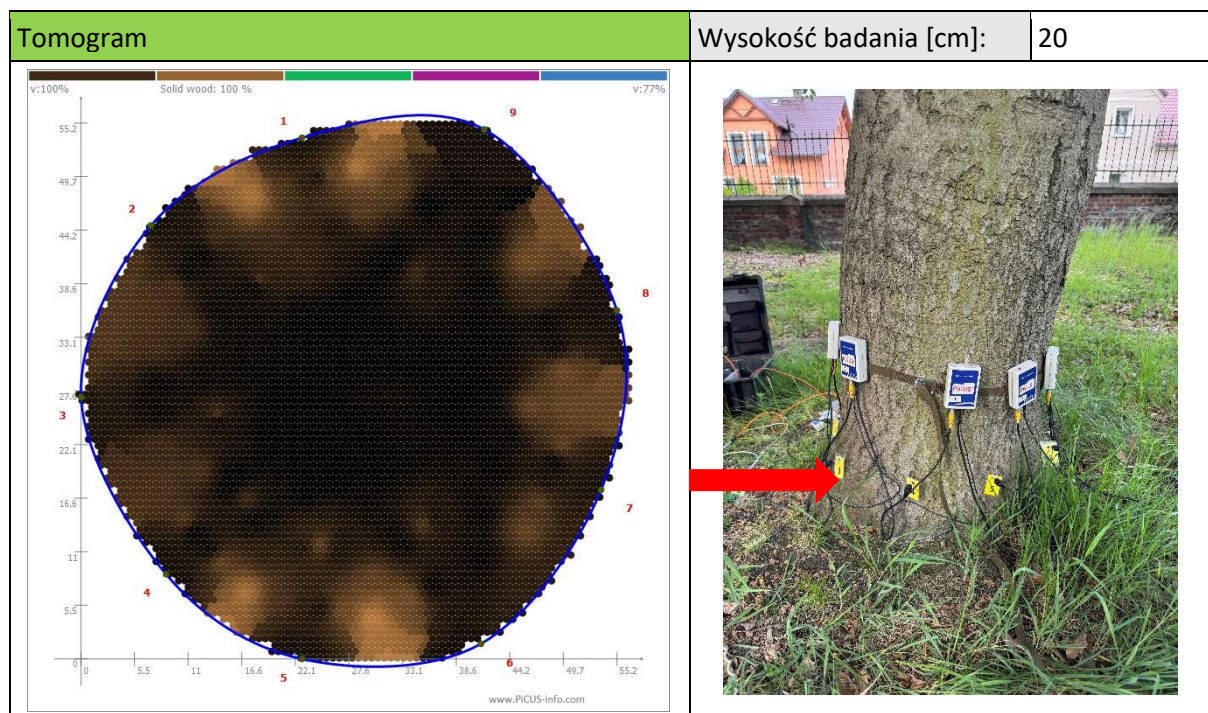 Tomogram
Wysokość badania [cm]: 20
v:100%
Solid wood: 100 %
v:77%
1
9
55.2
49.7
2
44.2
8
38.6
33.1
27.6
3
22.1
16.6
7
11
4
5.5
0
0 5.5 11 16.6 22.1 27.6 33.1 38.6 44.2 49.7 55.2
5
6
www.PiCUS-info.com
PiCUS